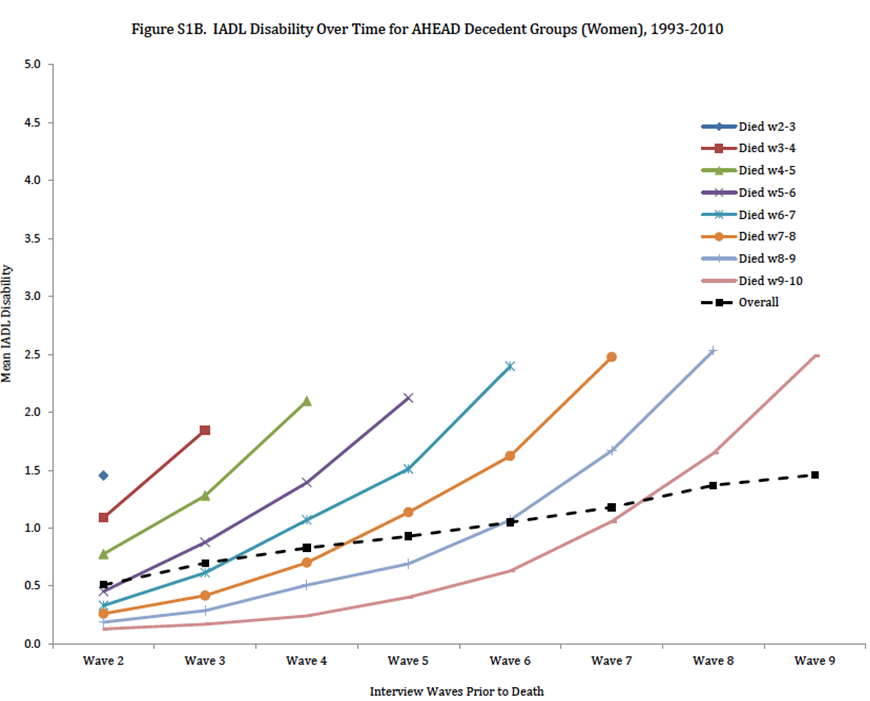 Figure S1B. IADL Disability Over Time for AHEAD Decedent Groups (Women), 1993-2010
5.0
4.5
4.0
3.5
3.0
2.5
2.0
1.5
1.0
0.5
0.0
Mean IADL Disability
Died w2-3
Died w3-4
Died w4-5
Died w5-6
Died w6-7
Died w7-8
Died w8-9
Died w9-10
Overall
Wave 2 Wave 3 Wave 4 Wave 5 Wave 6 Wave 7 Wave 8 Wave 9
Interview Waves Prior to Death